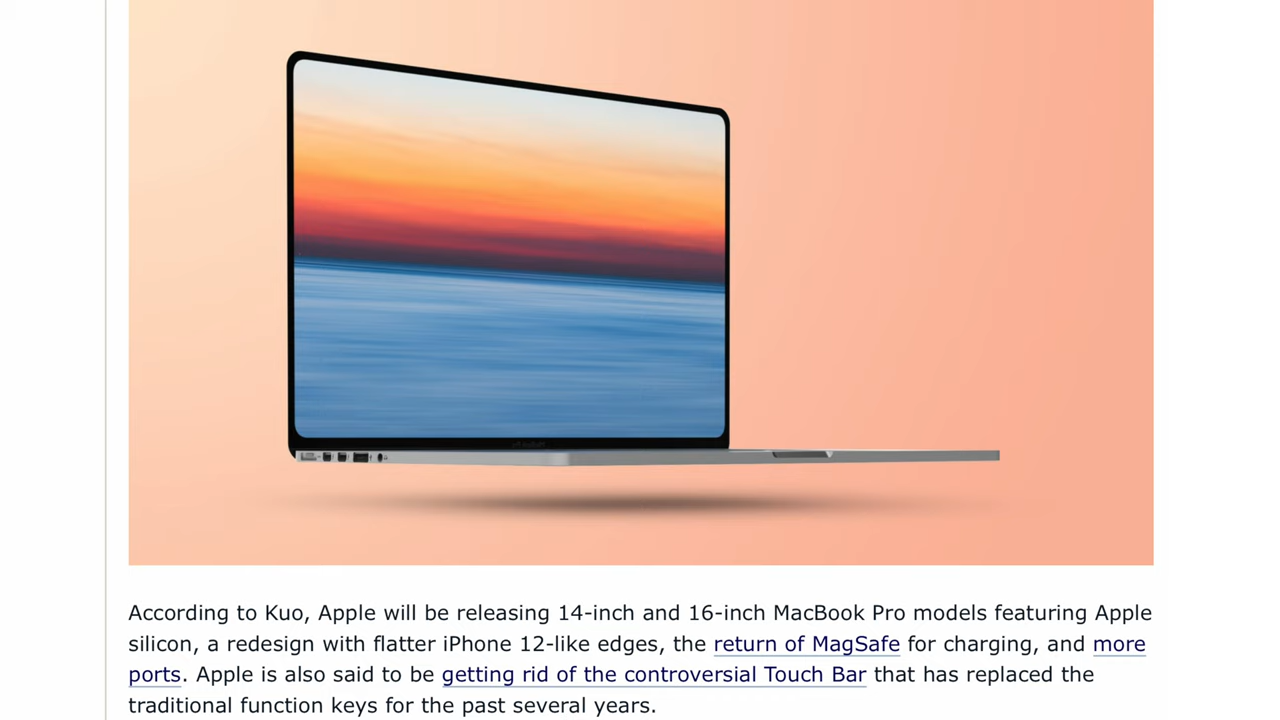 According to Kuo, Apple will be releasing 14-inch and 16-inch MacBook Pro models featuring Apple
silicon, a redesign with flatter iPhone 12-like edges, the return of MagSafe for charging, and more
ports. Apple is also said to be getting rid of the controversial Touch Bar that has replaced the
traditional function keys for the past several years.